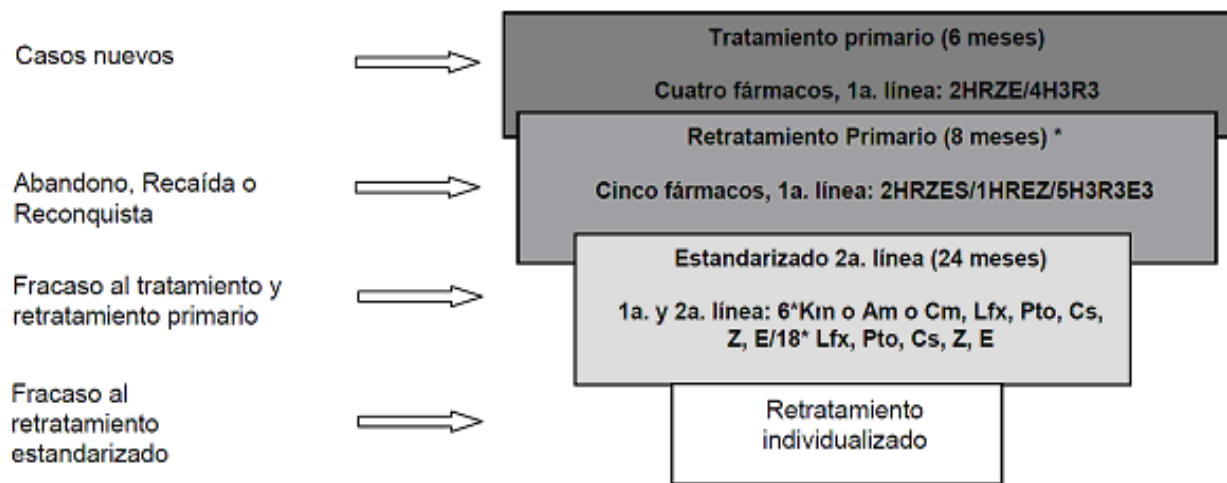 Casos nuevos
Tratamiento primario (6 meses)
Cuatro fármacos, 1a. línea: 2HRZE/4H3R3
Abandono, Recaída o
Reconquista
Retratamiento Primario (8 meses) *
Cinco fármacos, 1a. línea: 2HRZES/1HREZ/5H3R3E3
Fracaso al tratamiento y
retratamiento primario
Estandarizado 2a. línea (24 meses)
1a. y 2a. línea: 6*Km o Am o Cm, Lfx, Pto, Cs,
Z, E/18* Lfx, Pto, Cs, Z, E
Fracaso al
retratamiento
estandarizado
Retratamiento
individualizado